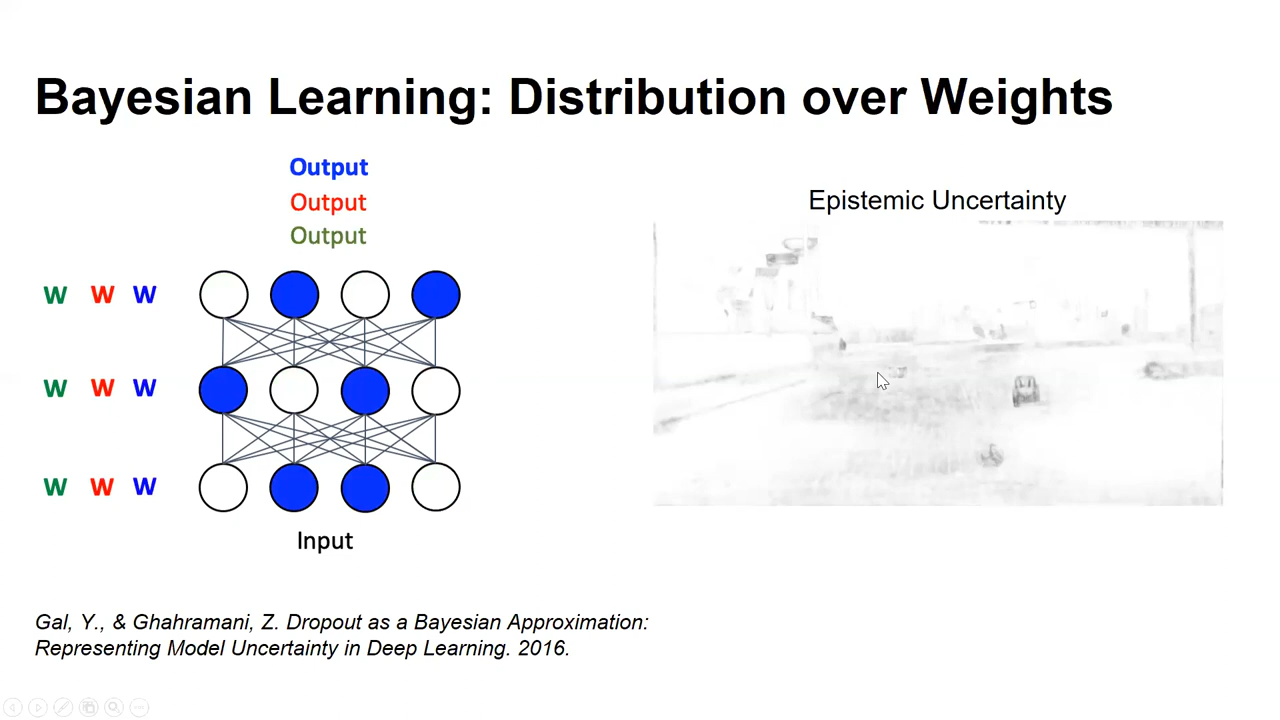 Bayesian Learning: Distribution over Weights
Output
Output
Output
W W W
W W W
W W W
Input
Epistemic Uncertainty
Gal, Y., & Ghahramani, Z. Dropout as a Bayesian Approximation:
Representing Model Uncertainty in Deep Learning. 2016.